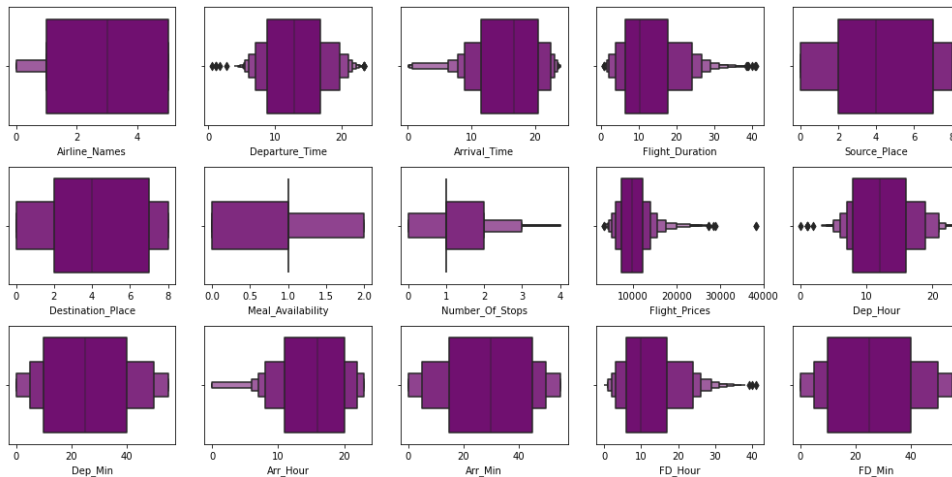 0 2 4
Airline_Names
0 10 20
Departure_Time
0 10 20
Arrival_Time
0 10 20 30 40
Flight_Duration
0 2 4 6 8
Source_Place
0 2 4 6 8
Destination_Place
0.0 0.5 1.0 1.5 2.0
Meal_Availability
0 1 2 3 4
Number_Of_Stops
10000 20000 30000 40000
Flight_Prices
0 10 20
Dep_Hour
0 20 40
Dep_Min
0 10 20
Arr_Hour
0 20 40
Arr_Min
0 10 20 30 40
FD_Hour
0 20 40
FD_Min